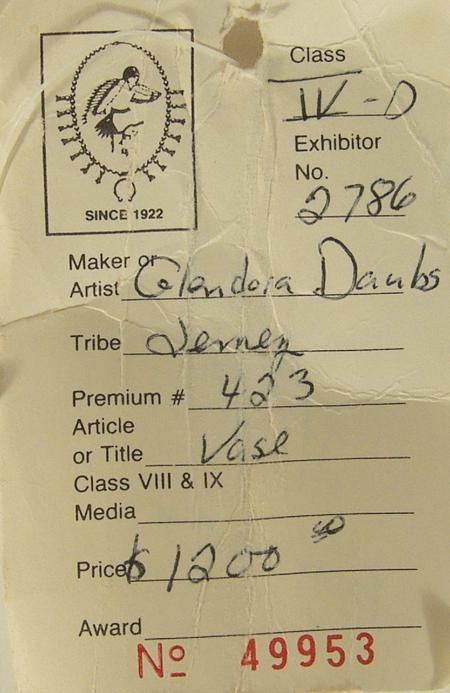 Class
IV-D
Exhibitor
No.
2786
SINCE 1922
Maker or
Artist Glendora Daubs
Tribe Jemez
Premium # 423
Article
or Title Vase
Class VIII & IX
Media
Price $1200 00
Award
No 49953